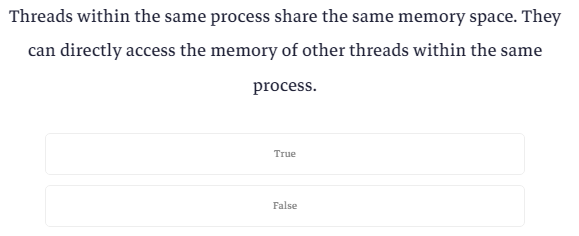 Threads within the same process share the same memory space. They
can directly access the memory of other threads within the same
process.
True
False